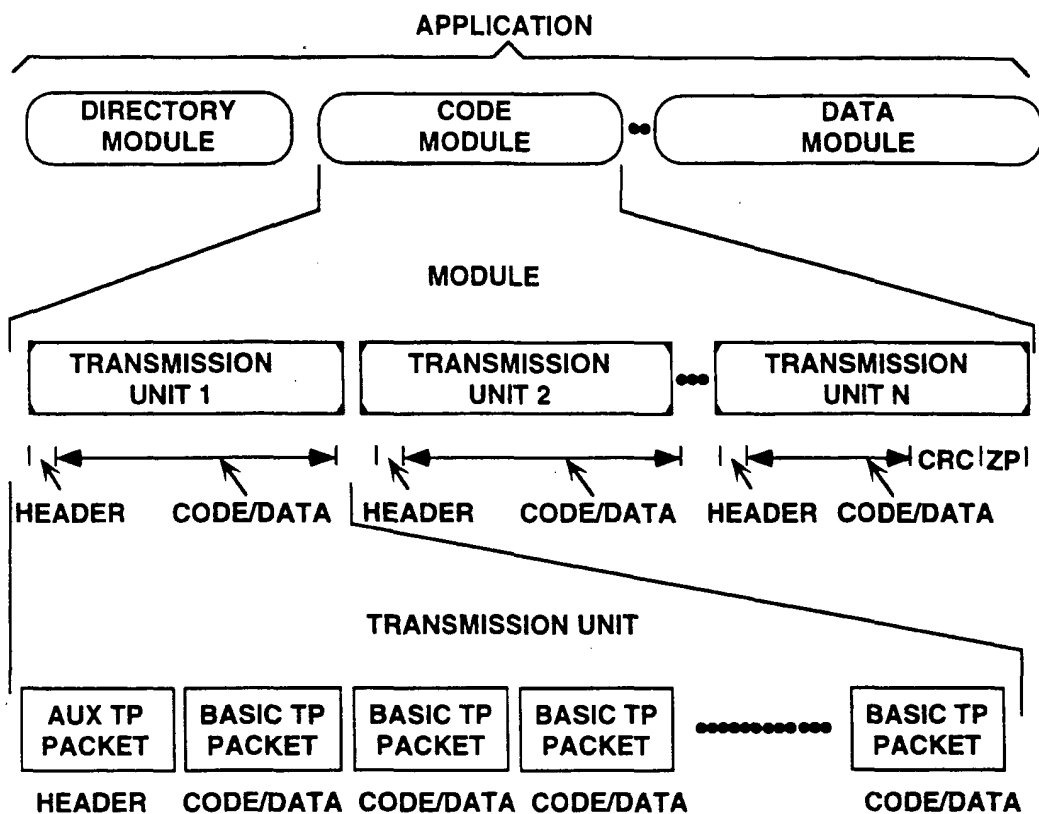 APPLICATION
DIRECTORY
MODULE
CODE
MODULE
DATA
MODULE
MODULE
TRANSMISSION
UNIT 1
TRANSMISSION
UNIT 2
TRANSMISSION
UNIT N
CRC ZP
HEADER CODE/DATA HEADER CODE/DATA HEADER CODE/DATA
TRANSMISSION UNIT
AUX TP
PACKET
BASIC TP
PACKET
BASIC TP
PACKET
BASIC TP
PACKET
BASIC TP
PACKET
HEADER CODE/DATA CODE/DATA CODE/DATA CODE/DATA